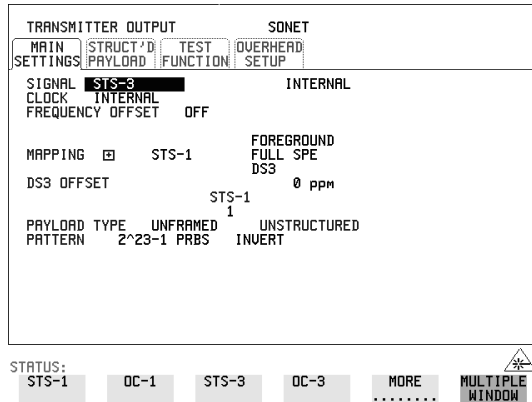 TRANSMITTER OUTPUT SONET
MAIN SETTINGS STRUCT'D PAYLOAD TEST FUNCTION OVERHEAD SETUP
SIGNAL STS-3 INTERNAL
CLOCK INTERNAL
FREQUENCY OFFSET OFF
FOREGROUND
MAPPING + STS-1 FULL SPE
DS3
DS3 OFFSET 0 ppm
STS-1
1
PAYLOAD TYPE UNFRAMED UNSTRUCTURED
PATTERN 2^23-1 PRBS INVERT
STATUS:
STS-1 OC-1 STS-3 OC-3 MORE ........ MULTIPLE WINDOW